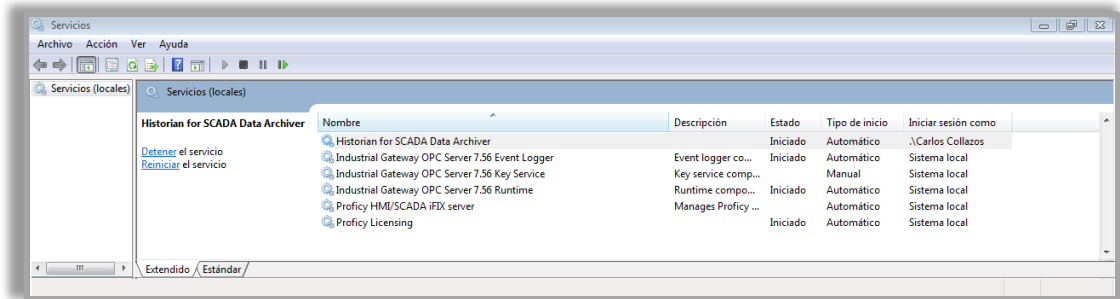 Servicios
Archivo Acción Ver Ayuda
Servicios (locales)
Servicios (locales)
Historian for SCADA Data Archiver
Detener el servicio
Reiniciar el servicio
Nombre Descripción Estado Tipo de inicio Iniciar sesión como
Historian for SCADA Data Archiver Iniciado Automático .\Carlos Collazos
Industrial Gateway OPC Server 7.56 Event Logger Event logger co... Iniciado Automático Sistema local
Industrial Gateway OPC Server 7.56 Key Service Key service comp... Manual Sistema local
Industrial Gateway OPC Server 7.56 Runtime Runtime compo... Iniciado Automático Sistema local
Proficy HMI/SCADA iFIX server Manages Proficy ... Automático Sistema local
Proficy Licensing Iniciado Automático Sistema local
Extendido Estándar